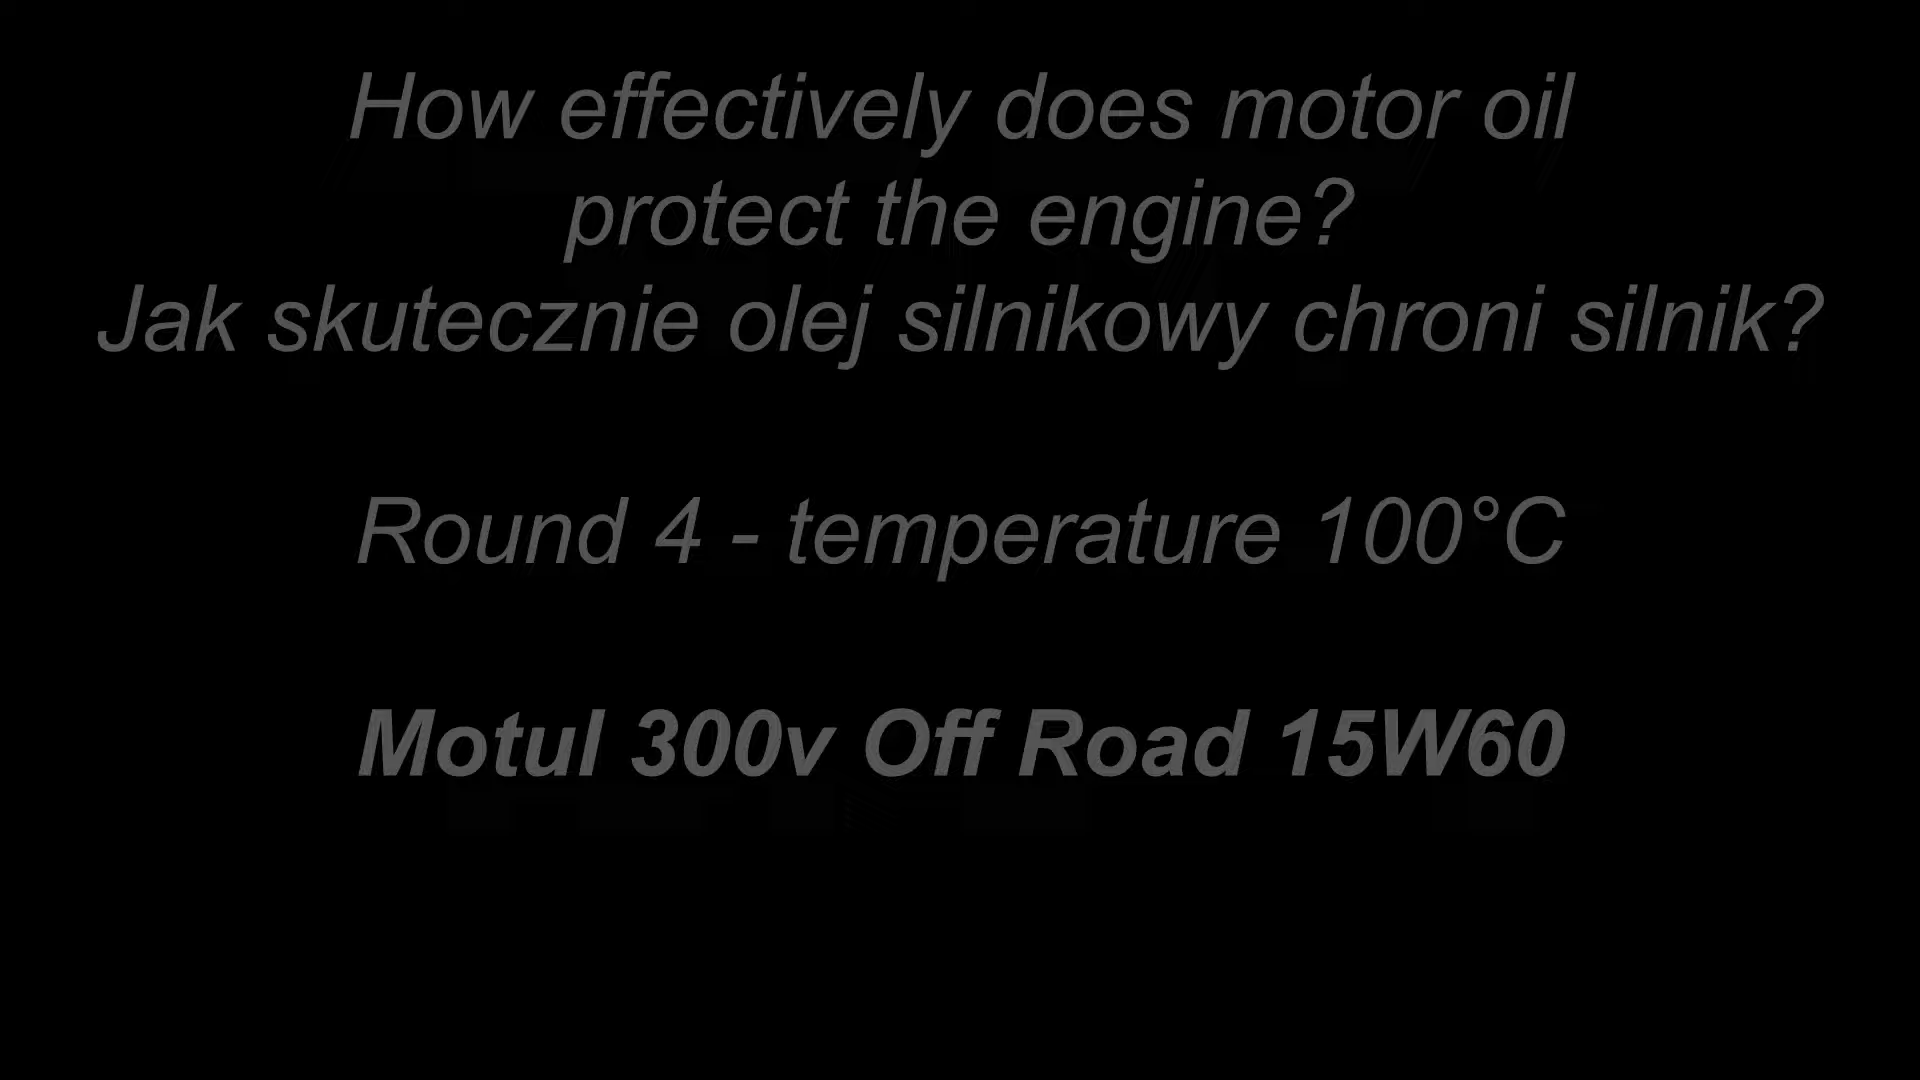 How effectively does motor oil
protect the engine?
Jak skutecznie olej silnikowy chroni silnik?
Round 4 - temperature 100°C
Motul 300v Off Road 15W60